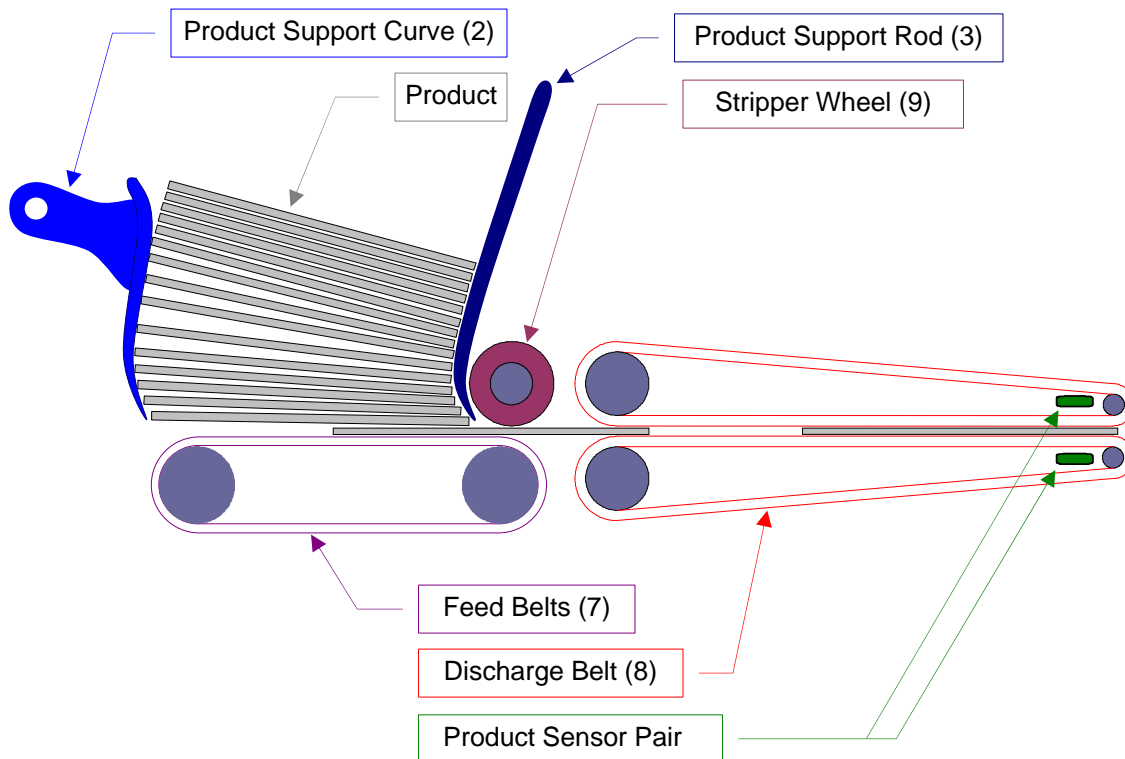 Product Support Curve (2)
Product Support Rod (3)
Product
Stripper Wheel (9)
Feed Belts (7)
Discharge Belt (8)
Product Sensor Pair